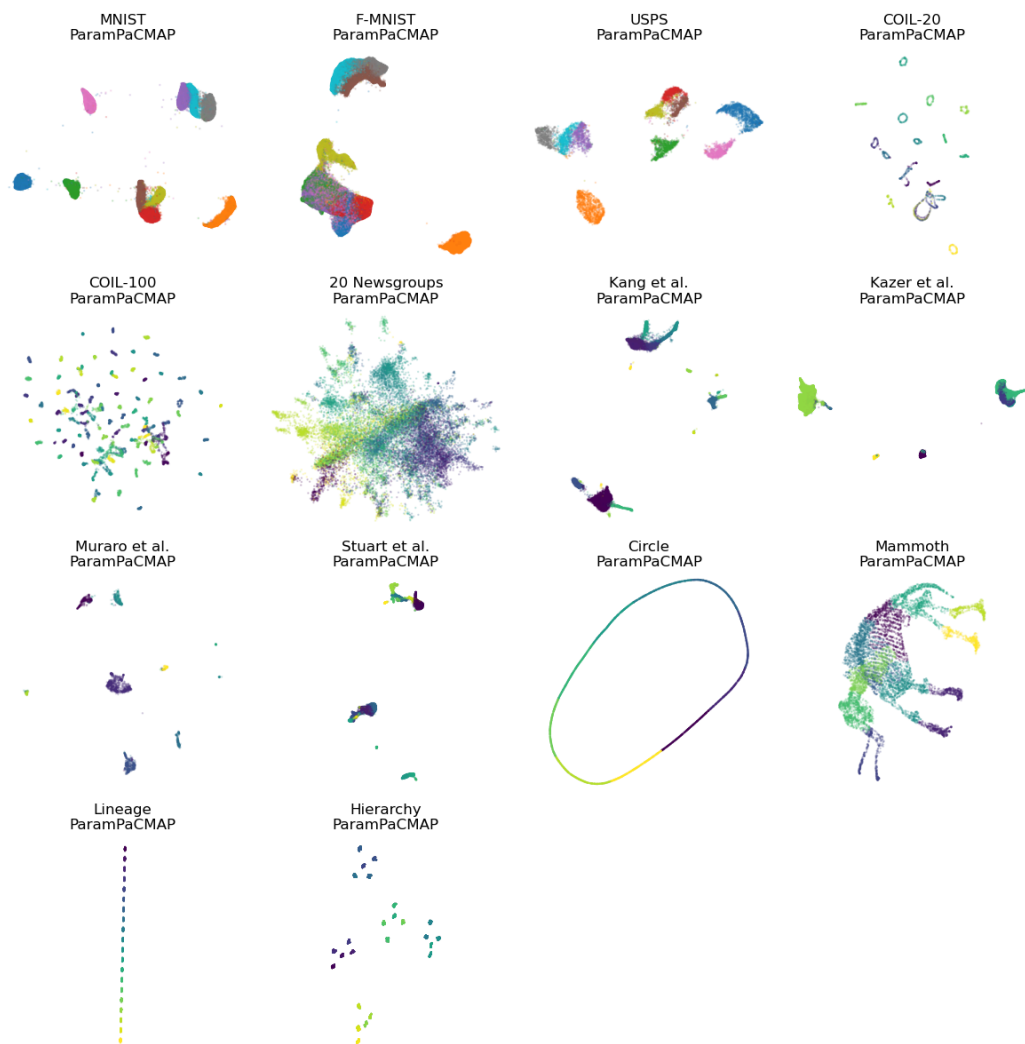 MNIST
ParamPaCMAP
F-MNIST
ParamPaCMAP
USPS
ParamPaCMAP
COIL-20
ParamPaCMAP
COIL-100
ParamPaCMAP
20 Newsgroups
ParamPaCMAP
Kang et al.
ParamPaCMAP
Kazer et al.
ParamPaCMAP
Muraro et al.
ParamPaCMAP
Stuart et al.
ParamPaCMAP
Circle
ParamPaCMAP
Mammoth
ParamPaCMAP
Lineage
ParamPaCMAP
Hierarchy
ParamPaCMAP